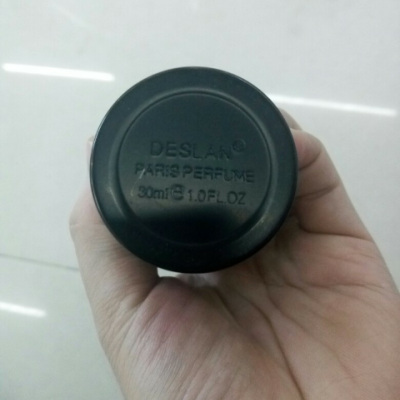 DESLAN®
PARIS PERFUME
30ml 1.0FL OZ